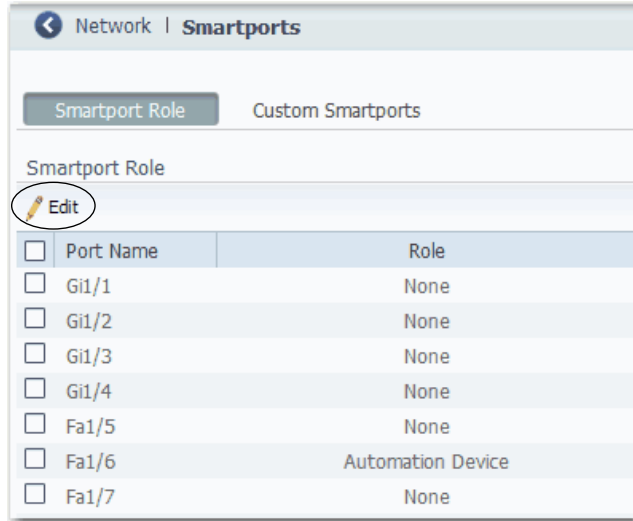 Network | Smartports
Smartport Role Custom Smartports
Smartport Role
Edit
Port Name Role
Gi1/1 None
Gi1/2 None
Gi1/3 None
Gi1/4 None
Fa1/5 None
Fa1/6 Automation Device
Fa1/7 None